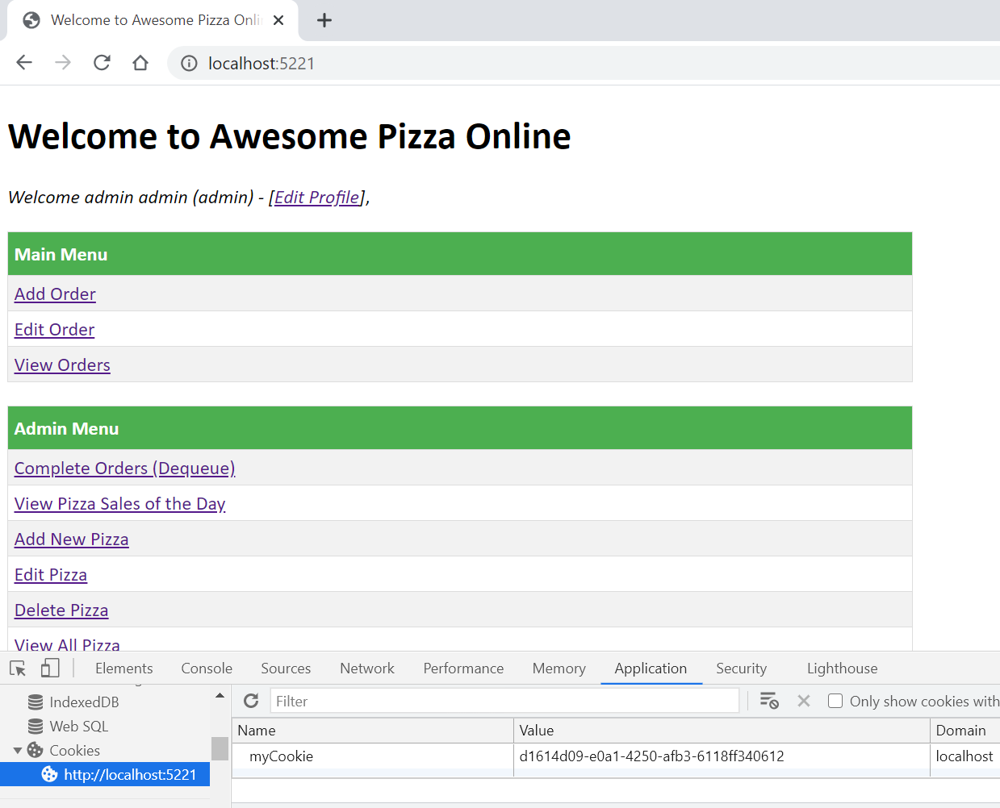 Welcome to Awesome Pizza Onli
localhost:5221
Welcome to Awesome Pizza Online
Welcome admin admin (admin) - [Edit Profile],
Main Menu
Add Order
Edit Order
View Orders
Admin Menu
Complete Orders (Dequeue)
View Pizza Sales of the Day
Add New Pizza
Edit Pizza
Delete Pizza
View All Pizza
Elements Console Sources Network Performance Memory Application Security Lighthouse
IndexedDB
Web SQL
Cookies
http://localhost:5221
Filter
Only show cookies with
Name Value Domain
myCookie d1614d09-e0a1-4250-afb3-6118ff340612 localhost